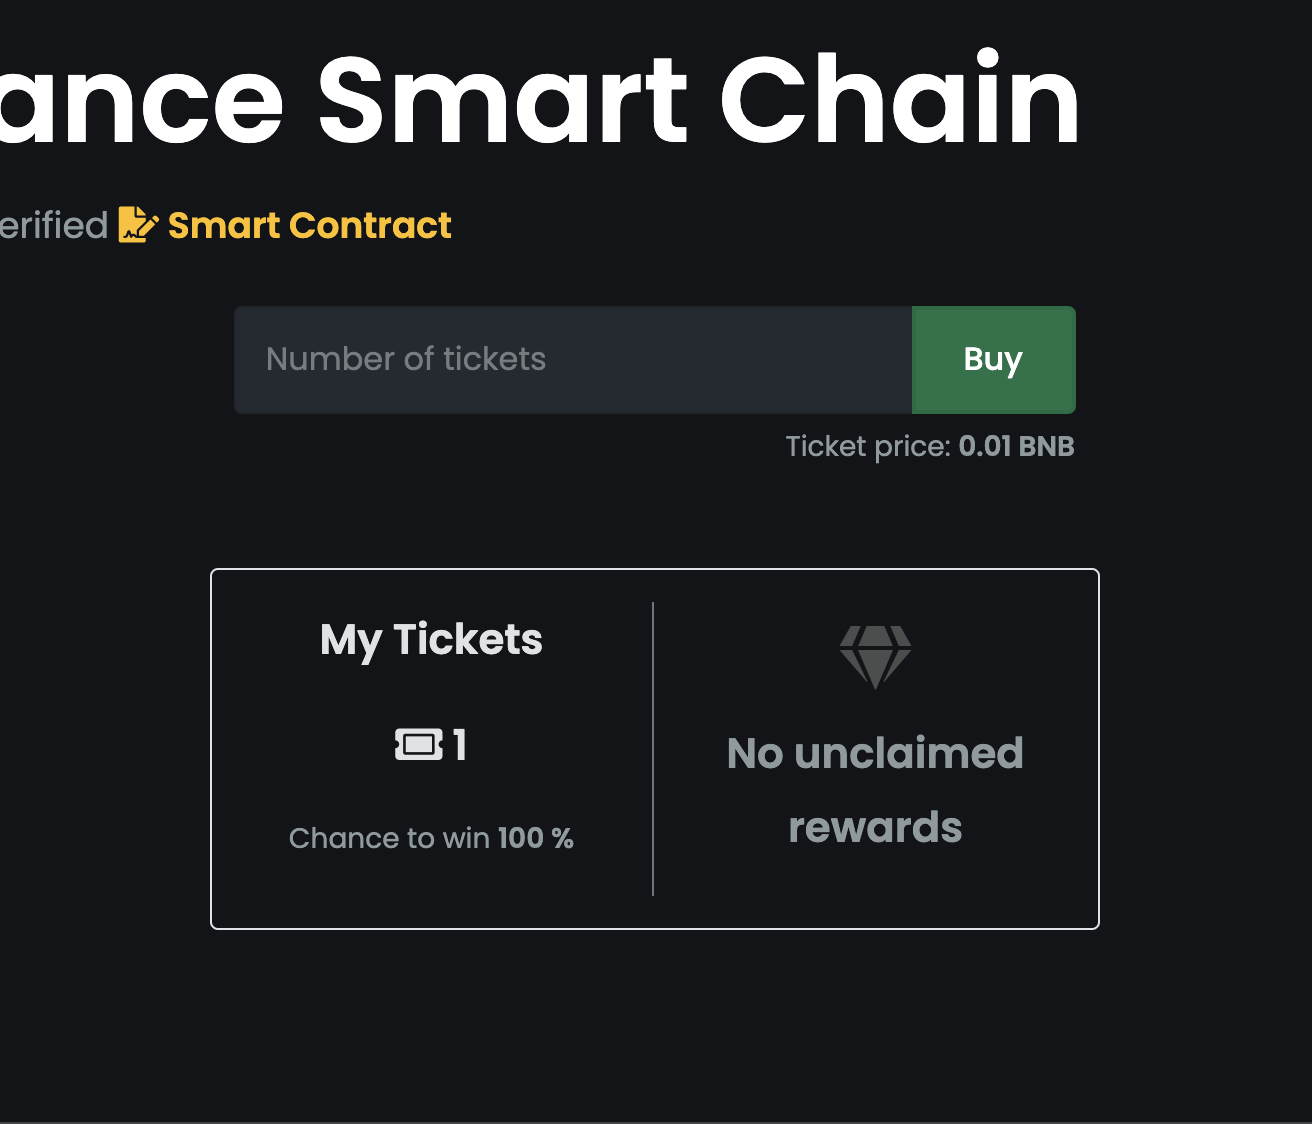 ance Smart Chain
erified Smart Contract
Number of tickets
Buy
Ticket price: 0.01 BNB
My Tickets
1
Chance to win 100 %
No unclaimed
rewards